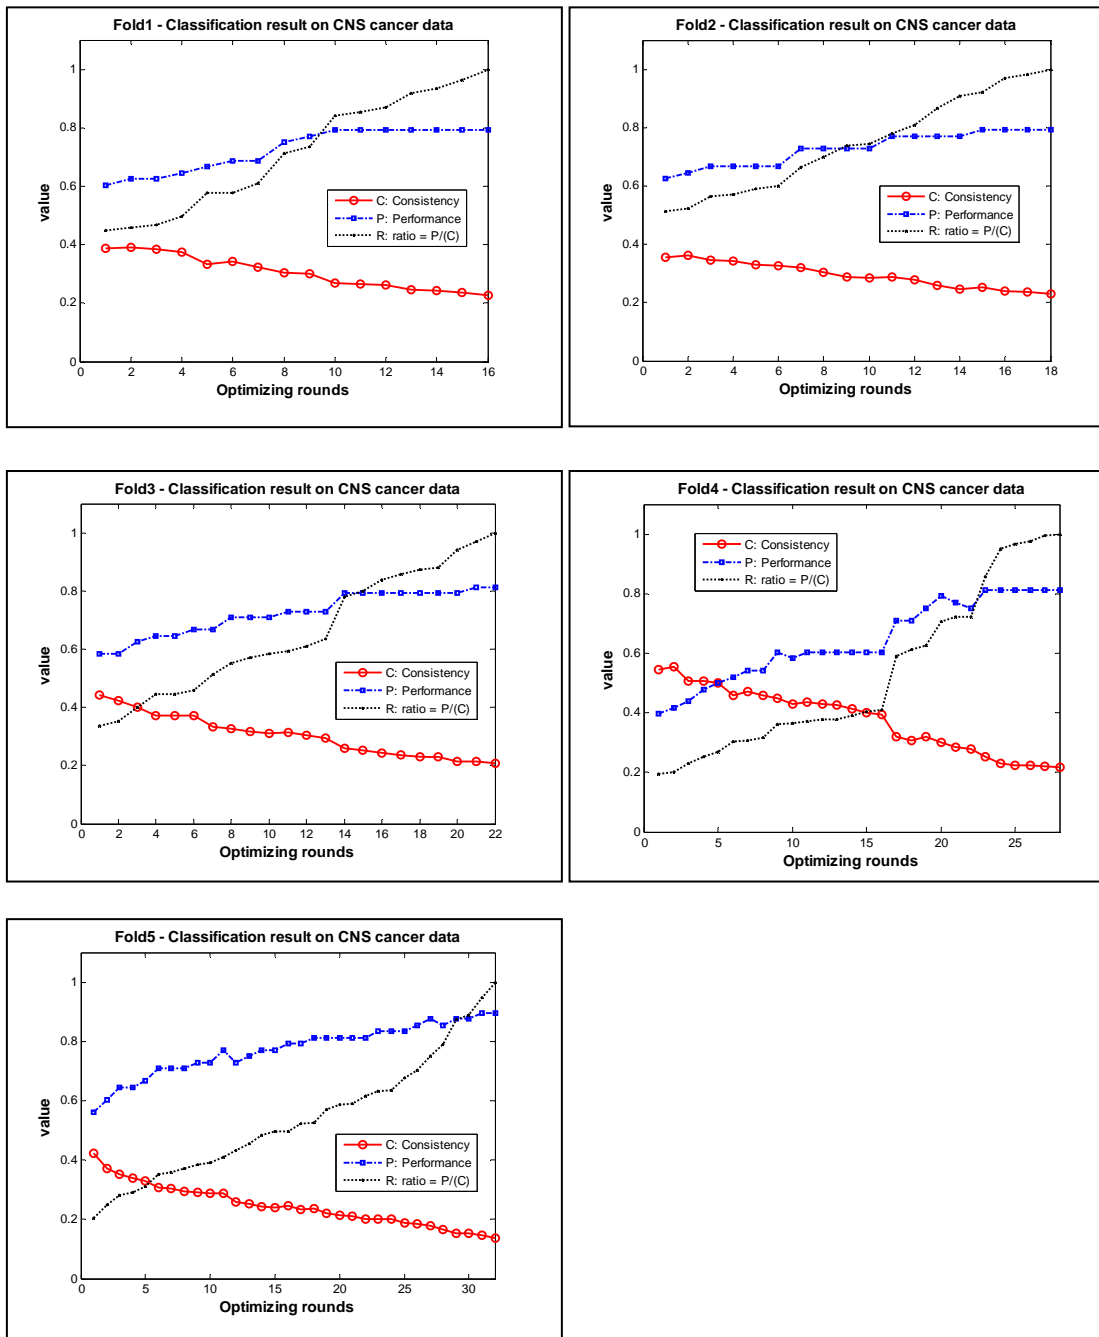 Fold1 - Classification result on CNS cancer data
1
0.8
0.6
0.4
0.2
0
value
C: Consistency
P: Performance
R: ratio = P/(C)
0 2 4 6 8 10 12 14 16
Optimizing rounds
Fold2 - Classification result on CNS cancer data
1
0.8
0.6
0.4
0.2
0
value
C: Consistency
P: Performance
R: ratio = P/(C)
0 2 4 6 8 10 12 14 16 18
Optimizing rounds
Fold3 - Classification result on CNS cancer data
1
0.8
0.6
0.4
0.2
0
value
C: Consistency
P: Performance
R: ratio = P/(C)
0 2 4 6 8 10 12 14 16 18 20 22
Optimizing rounds
Fold4 - Classification result on CNS cancer data
1
0.8
0.6
0.4
0.2
0
value
C: Consistency
P: Performance
R: ratio = P/(C)
0 5 10 15 20 25
Optimizing rounds
Fold5 - Classification result on CNS cancer data
1
0.8
0.6
0.4
0.2
0
value
C: Consistency
P: Performance
R: ratio = P/(C)
0 5 10 15 20 25 30
Optimizing rounds